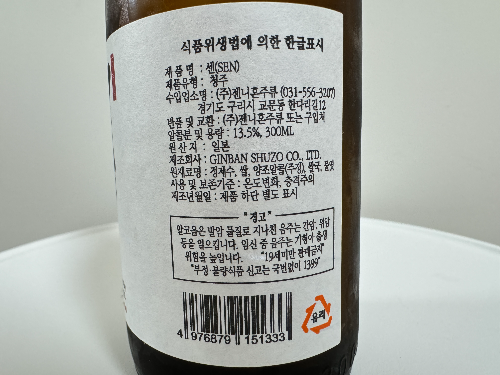 식품위생법에 의한 한글표시
제 품 명 : 센(SEN)
제품유형 : 청주
수입업소명 : (주)젠니혼주큐 (031-556-3207)
경기도 구리시 교문동 한다리길12
반품 및 교환 : (주)젠니혼주큐 또는 구입처
알콜분 및 용량 : 13.5%, 300ML
원 산 지 : 일본
제조회사 : GINBAN SHUZO CO., LTD.
원재료명 : 정제수, 쌀, 양조알콜(주정), 쌀국, 물엿
사용 및 보존기준 : 온도변화, 충격주의
제조년월일 : 제품 하단 별도 표시
"경고"
알코올은 발암 물질로 지나친 음주는 간암, 위암
등을 일으킵니다. 임신 중 음주는 기형아 출생
위험을 높입니다. "19세미만 판매금지"
"부정·불량식품 신고는 국번없이 1399"
4 976879 151333
유리